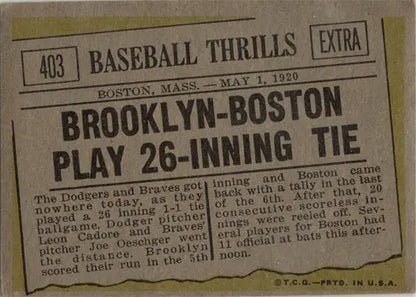 403
BASEBALL THRILLS
EXTRA
BOSTON, MASS.—MAY 1, 1920
BROOKLYN-BOSTON
PLAY 26-INNING TIE
The Dodgers and Braves got
nowhere today, as they
played a 26 inning 1-1 tie
ballgame. Dodger pitcher
Leon Cadore and Braves'
pitcher Joe Oeschger went
the distance. Brooklyn
scored their run in the 5th
inning and Boston came
back with a tally in the last
of the 6th. After that, 20
consecutive scoreless in-
nings were reeled off. Sev-
eral players for Boston had
11 official at bats this after-
noon.
©T.C.G.—PRTD. IN U.S.A.